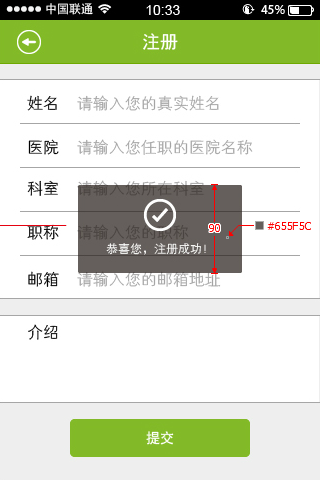 中国联通 10:33 45%
注册
姓名 请输入您的真实姓名
医院 请输入您任职的医院名称
科室 请输入您所在科室
90 #655F5C
职称 请输入您的职称
恭喜您，注册成功！
邮箱 请输入您的邮箱地址
介绍
提交